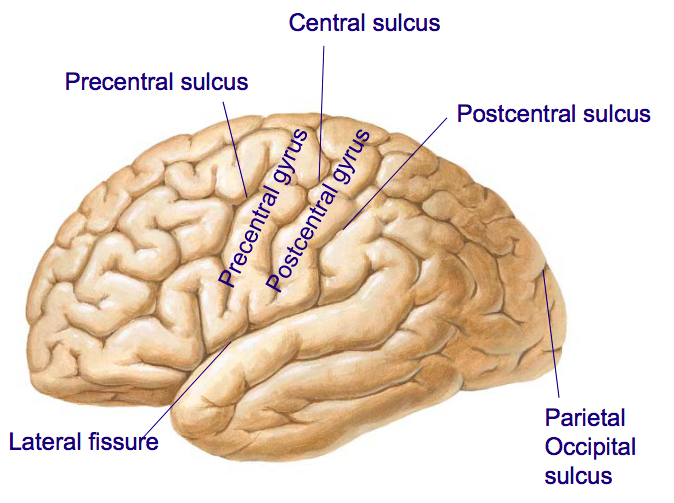 Central sulcus
Precentral sulcus
Postcentral sulcus
Precentral gyrus
Postcentral gyrus
Lateral fissure
Parietal
Occipital
sulcus